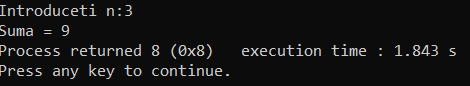 Introduceti n:3
Suma = 9
Process returned 8 (0x8)   execution time : 1.843 s
Press any key to continue.